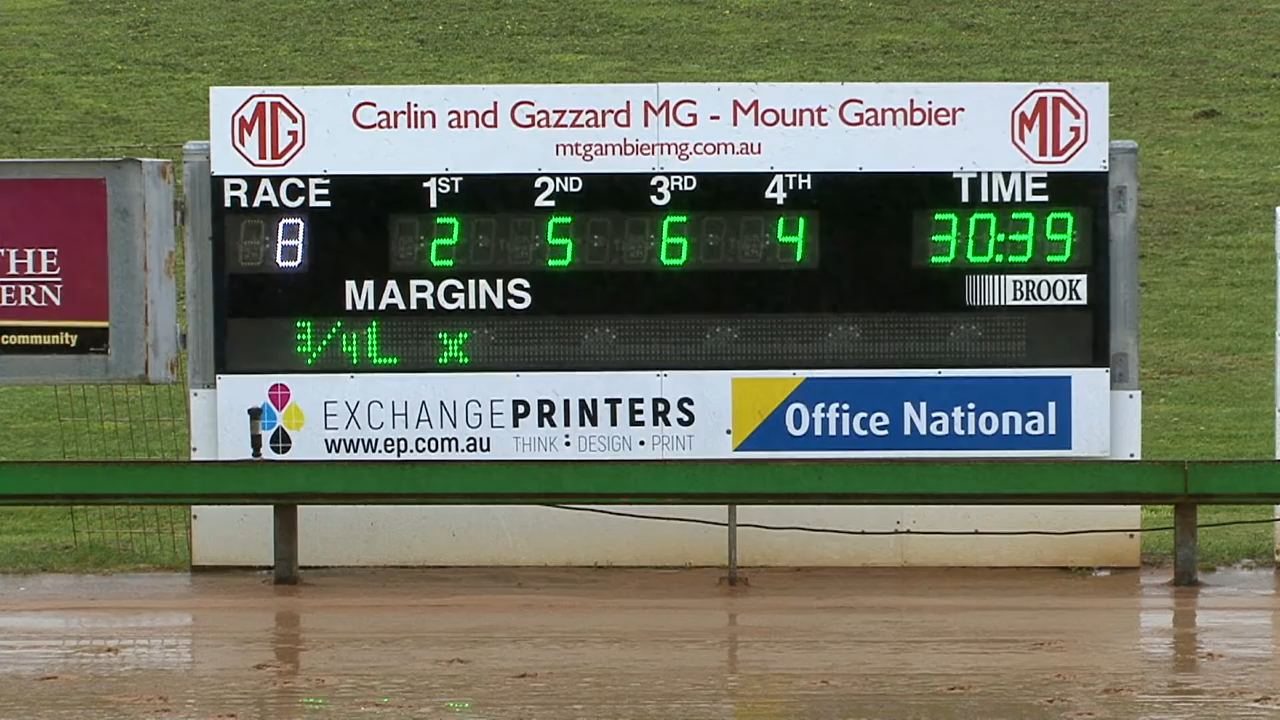 MG Carlin and Gazzard MG - Mount Gambier MG
mtgambiermg.com.au
RACE 1ST 2ND 3RD 4TH TIME
8 2 5 6 4 30:39
MARGINS BROOK
3/4L x
THE
ERN
community
EXCHANGEPRINTERS Office National
www.ep.com.au THINK : DESIGN • PRINT